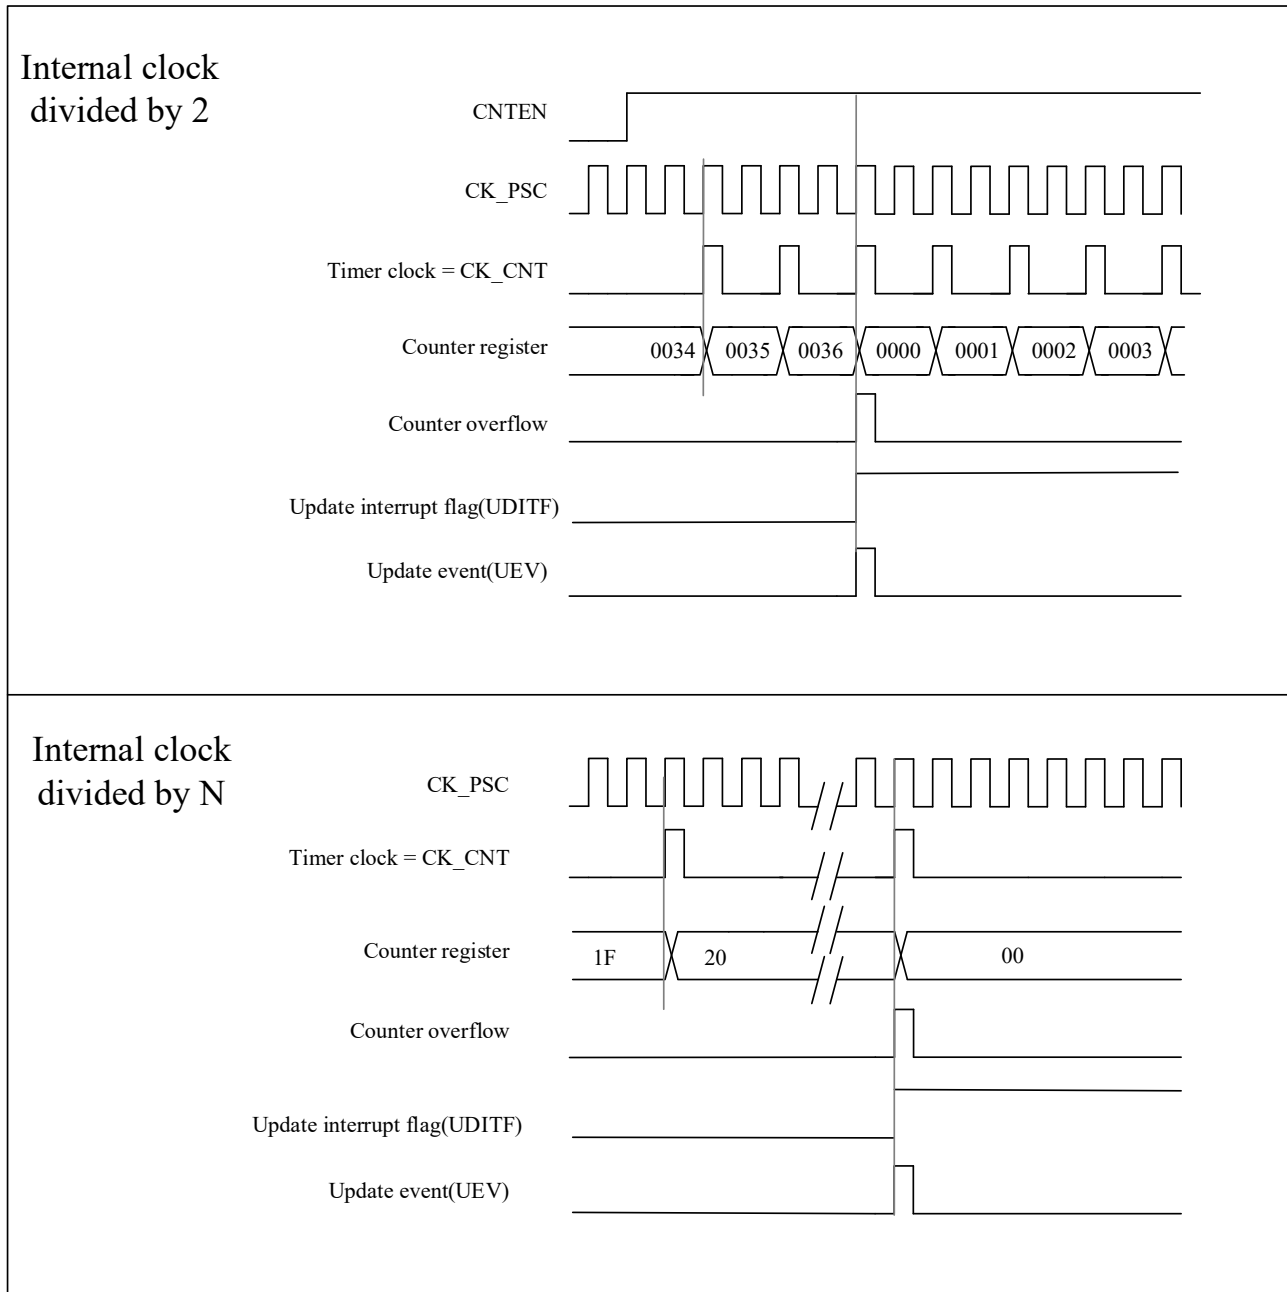 Internal clock
divided by 2
CNTEN
CK_PSC
Timer clock = CK_CNT
Counter register
0034 0035 0036 0000 0001 0002 0003
Counter overflow
Update interrupt flag(UDITF)
Update event(UEV)
Internal clock
divided by N
CK_PSC
Timer clock = CK_CNT
Counter register
1F 20 00
Counter overflow
Update interrupt flag(UDITF)
Update event(UEV)